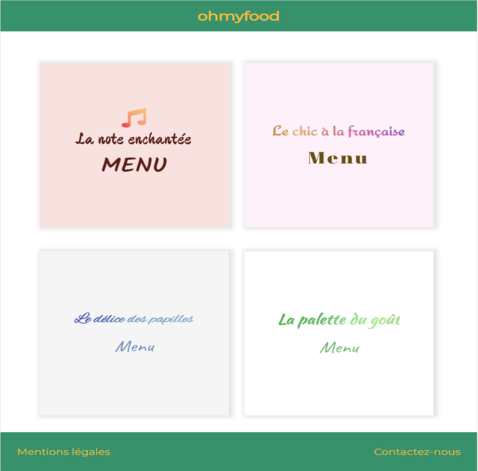 ohmyfood
La note enchantée
MENU
Le chic à la française
Menu
Le délice des papilles
Menu
La palette du goût
Menu
Mentions légales
Contactez-nous